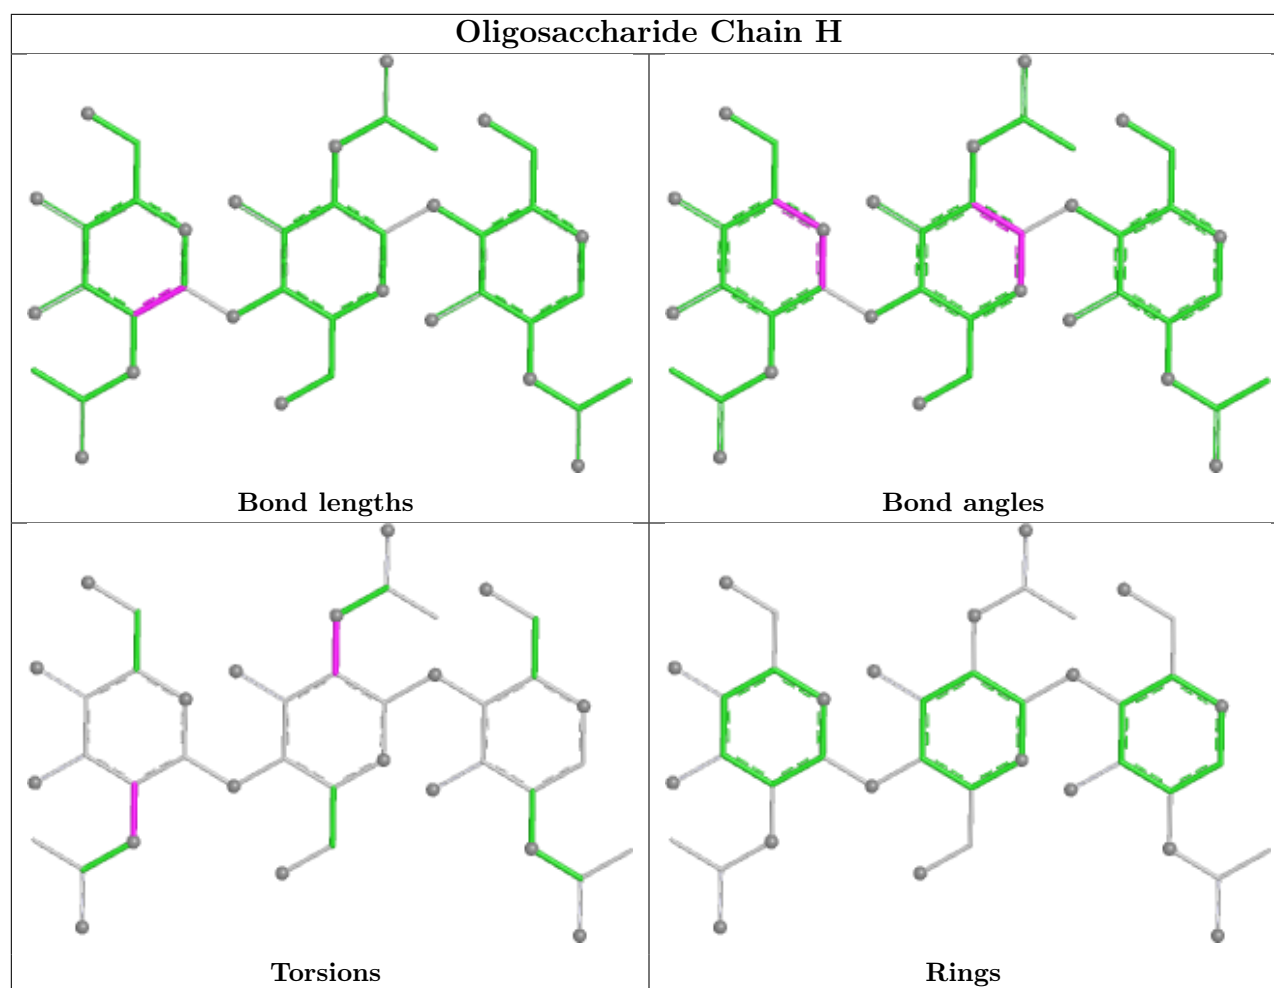 Oligosaccharide Chain H
Bond lengths
Bond angles
Torsions
Rings